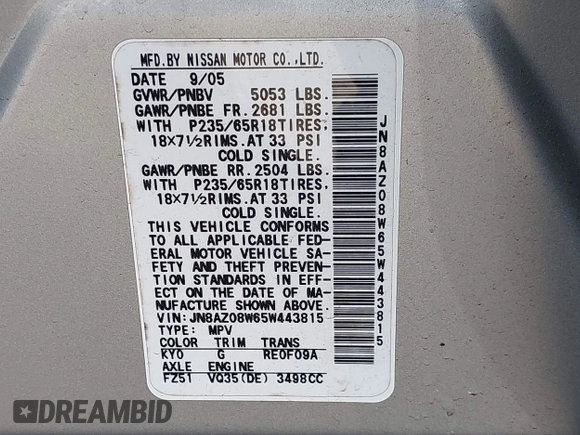 MFD.BY NISSAN MOTOR CO.,LTD.
DATE 9/05
GVWR/PNBV 5053 LBS.
GAWR/PNBE FR. 2681 LBS.
WITH P235/65R18TIRES,
18×7½RIMS.AT 33 PSI
COLD SINGLE.
GAWR/PNBE RR. 2504 LBS.
WITH P235/65R18TIRES,
18×7½RIMS.AT 33 PSI
COLD SINGLE.
THIS VEHICLE CONFORMS
TO ALL APPLICABLE FED-
ERAL MOTOR VEHICLE SA-
FETY AND THEFT PREVEN-
TION STANDARDS IN EFF-
ECT ON THE DATE OF MA-
NUFACTURE SHOWN ABOVE.
VIN:JN8AZ08W65W443815
TYPE: MPV
COLOR TRIM TRANS
KY0 G RE0F09A
AXLE ENGINE
FZ51 VQ35(DE) 3498CC
JN8AZ08W65W443815
DREAMBID